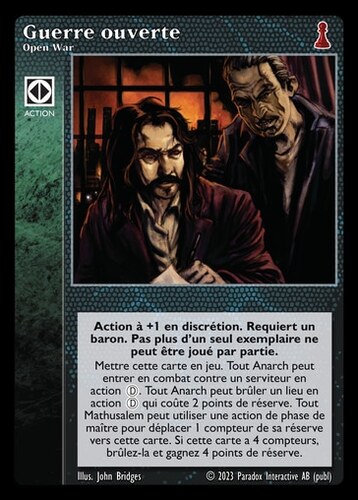 Guerre ouverte
Open War
ACTION
Action à +1 en discrétion. Requiert un
baron. Pas plus d'un seul exemplaire ne
peut être joué par partie.
Mettre cette carte en jeu. Tout Anarch peut
entrer en combat contre un serviteur en
action Ⓓ. Tout Anarch peut brûler un lieu en
action Ⓓ qui coûte 2 points de réserve. Tout
Mathusalem peut utiliser une action de phase de
maître pour déplacer 1 compteur de sa réserve
vers cette carte. Si cette carte a 4 compteurs,
brûlez-la et gagnez 4 points de réserve.
Illus. John Bridges
© 2023 Paradox Interactive AB (publ)